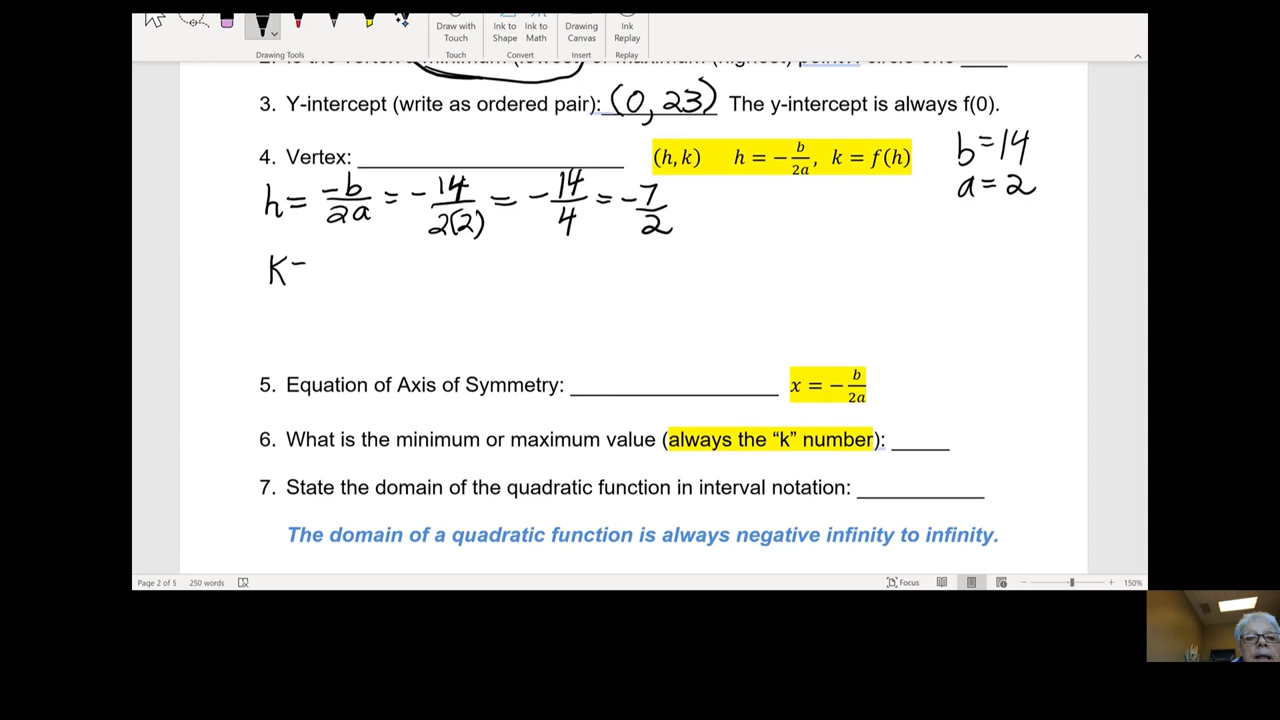 Draw with Touch
Ink to Shape
Ink to Math
Drawing Canvas
Ink Replay
Drawing Tools
Touch
Convert
Insert
Replay
3. Y-intercept (write as ordered pair): (0, 23) The y-intercept is always f(0).
4. Vertex: ____ (h, k) h = -b/2a, k = f(h)
b = 14
a = 2
h = -b/2a = -14/2(2) = -14/4 = -7/2
K-
5. Equation of Axis of Symmetry: ____ x = -b/2a
6. What is the minimum or maximum value (always the “k” number): ____
7. State the domain of the quadratic function in interval notation: ____
The domain of a quadratic function is always negative infinity to infinity.
Page 2 of 5 250 words Focus 150%